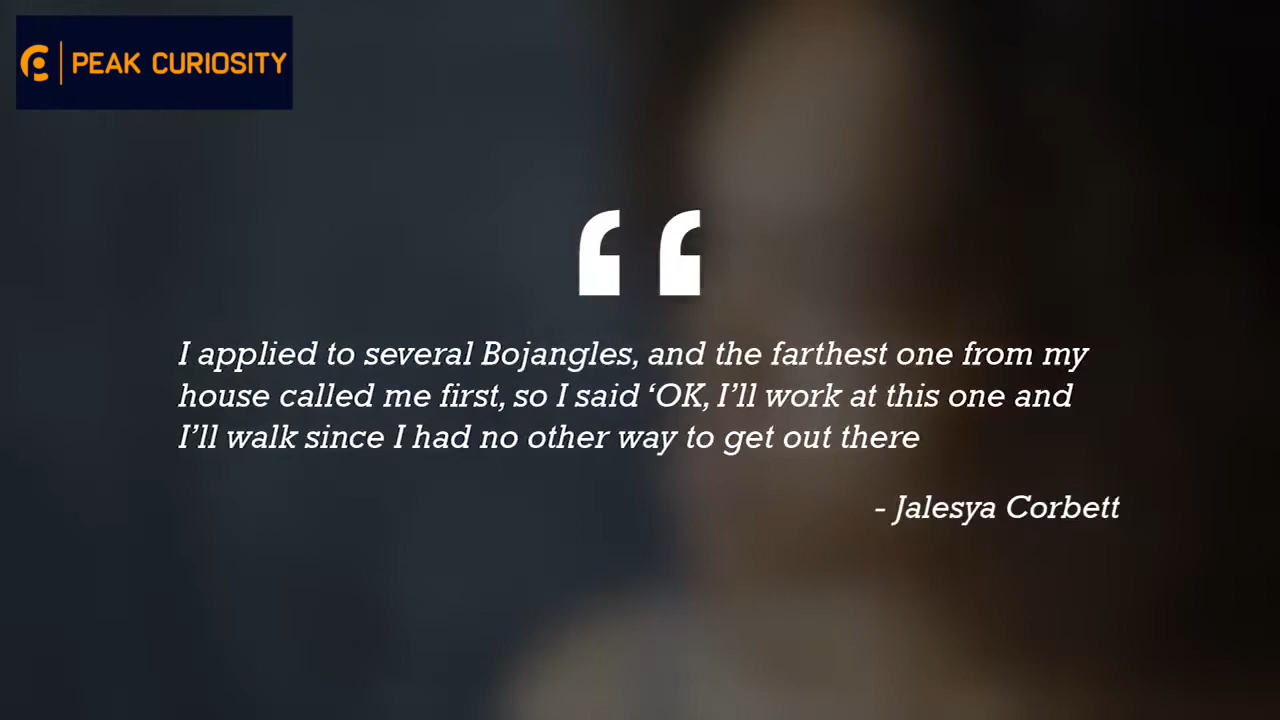 PEAK CURIOSITY
“
I applied to several Bojangles, and the farthest one from my
house called me first, so I said ‘OK, I’ll work at this one and
I’ll walk since I had no other way to get out there
- Jalesya Corbett